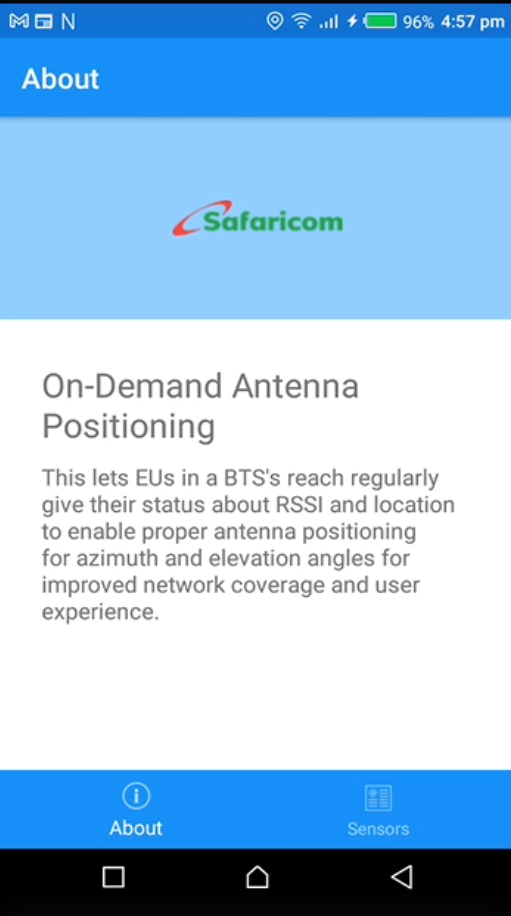 96% 4:57 pm
About
Safaricom
On-Demand Antenna
Positioning
This lets EUs in a BTS's reach regularly
give their status about RSSI and location
to enable proper antenna positioning
for azimuth and elevation angles for
improved network coverage and user
experience.
About
Sensors